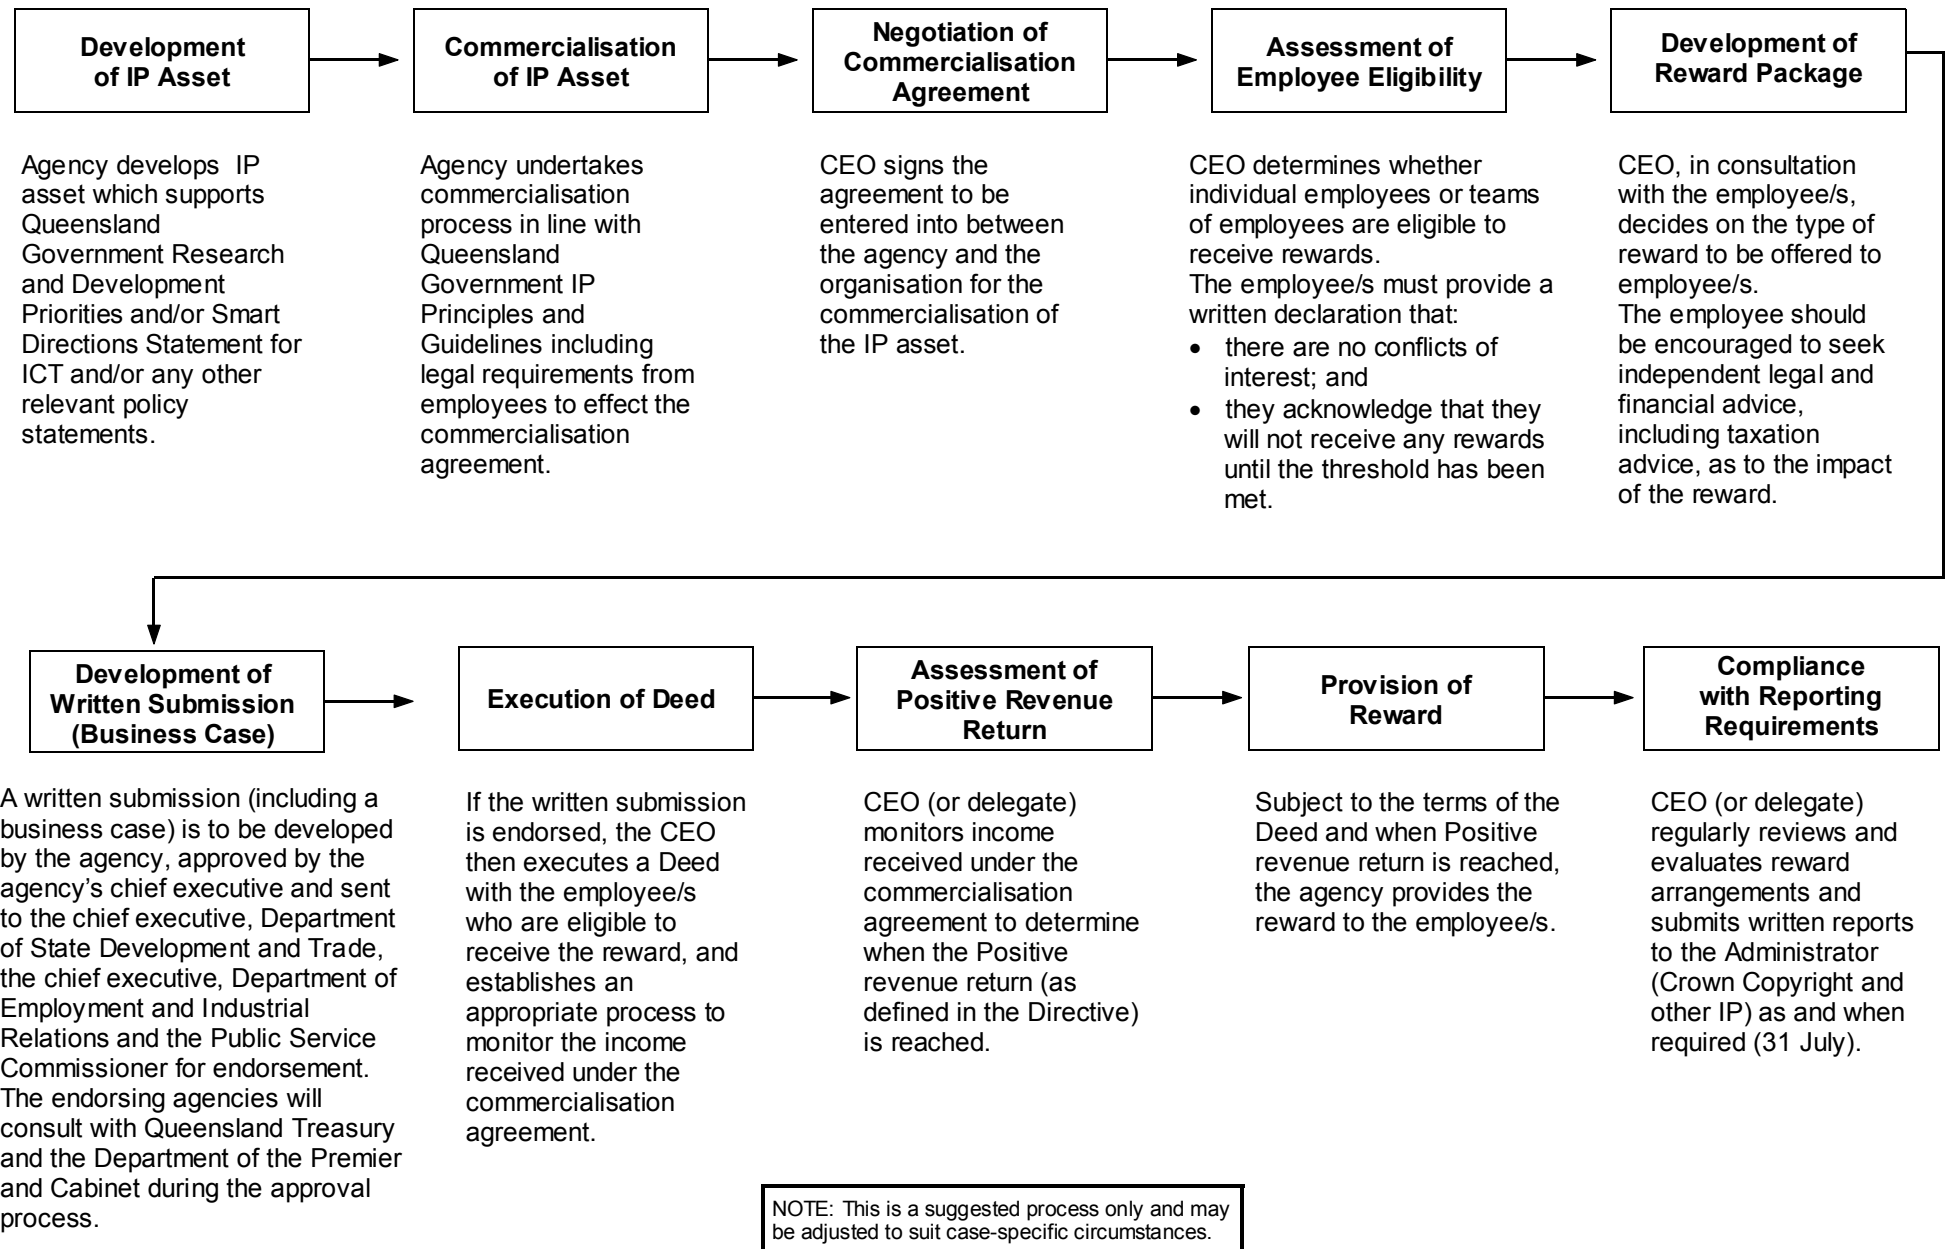 Development
of IP Asset
Commercialisation
of IP Asset
Negotiation of
Commercialisation
Agreement
Assessment of
Employee Eligibility
Development of
Reward Package
Agency develops  IP
asset which supports
Queensland
Government Research
and Development
Priorities and/or Smart
Directions Statement for
ICT and/or any other
relevant policy
statements.
Agency undertakes
commercialisation
process in line with
Queensland
Government IP
Principles and
Guidelines including
legal requirements from
employees to effect the
commercialisation
agreement.
CEO signs the
agreement to be
entered into between
the agency and the
organisation for the
commercialisation of
the IP asset.
CEO determines whether
individual employees or teams
of employees are eligible to
receive rewards.
The employee/s must provide a
written declaration that:
• there are no conflicts of
interest; and
• they acknowledge that they
will not receive any rewards
until the threshold has been
met.
CEO, in consultation
with the employee/s,
decides on the type of
reward to be offered to
employee/s.
The employee should
be encouraged to seek
independent legal and
financial advice,
including taxation
advice, as to the impact
of the reward.
Development of
Written Submission
(Business Case)
Execution of Deed
Assessment of
Positive Revenue
Return
Provision of
Reward
Compliance
with Reporting
Requirements
A written submission (including a
business case) is to be developed
by the agency, approved by the
agency’s chief executive and sent
to the chief executive, Department
of State Development and Trade,
the chief executive, Department of
Employment and Industrial
Relations and the Public Service
Commissioner for endorsement.
The endorsing agencies will
consult with Queensland Treasury
and the Department of the Premier
and Cabinet during the approval
process.
If the written submission
is endorsed, the CEO
then executes a Deed
with the employee/s
who are eligible to
receive the reward, and
establishes an
appropriate process to
monitor the income
received under the
commercialisation
agreement.
CEO (or delegate)
monitors income
received under the
commercialisation
agreement to determine
when the Positive
revenue return (as
defined in the Directive)
is reached.
Subject to the terms of the
Deed and when Positive
revenue return is reached,
the agency provides the
reward to the employee/s.
CEO (or delegate)
regularly reviews and
evaluates reward
arrangements and
submits written reports
to the Administrator
(Crown Copyright and
other IP) as and when
required (31 July).
NOTE: This is a suggested process only and may
be adjusted to suit case-specific circumstances.